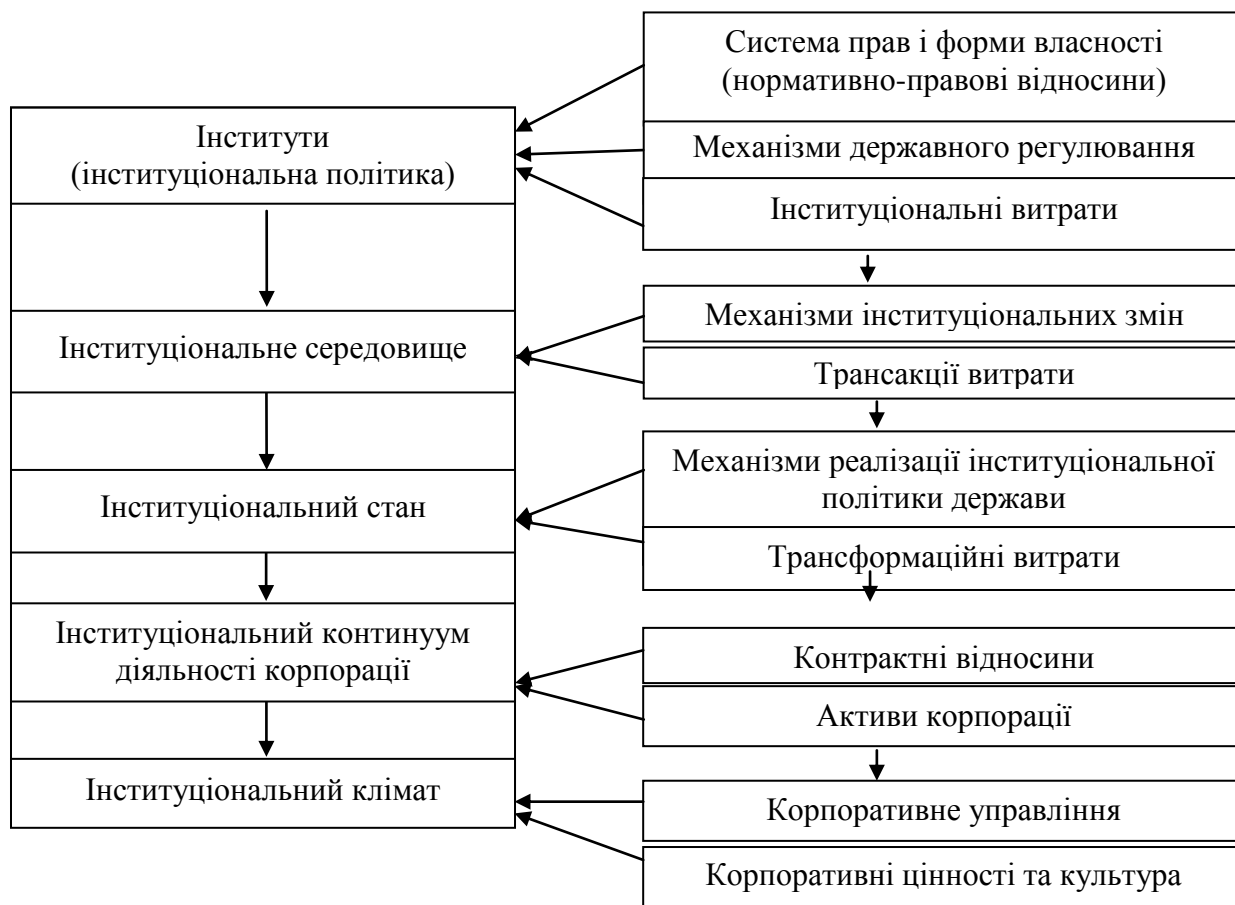 Система прав і форми власності
(нормативно-правові відносини)
Інститути
(інституціональна політика)
Механізми державного регулювання
Інституціональні витрати
Інституціональне середовище
Механізми інституціональних змін
Трансакції витрати
Інституціональний стан
Механізми реалізації інституціональної
політики держави
Трансформаційні витрати
Інституціональний континуум
діяльності корпорації
Контрактні відносини
Активи корпорації
Інституціональний клімат
Корпоративне управління
Корпоративні цінності та культура